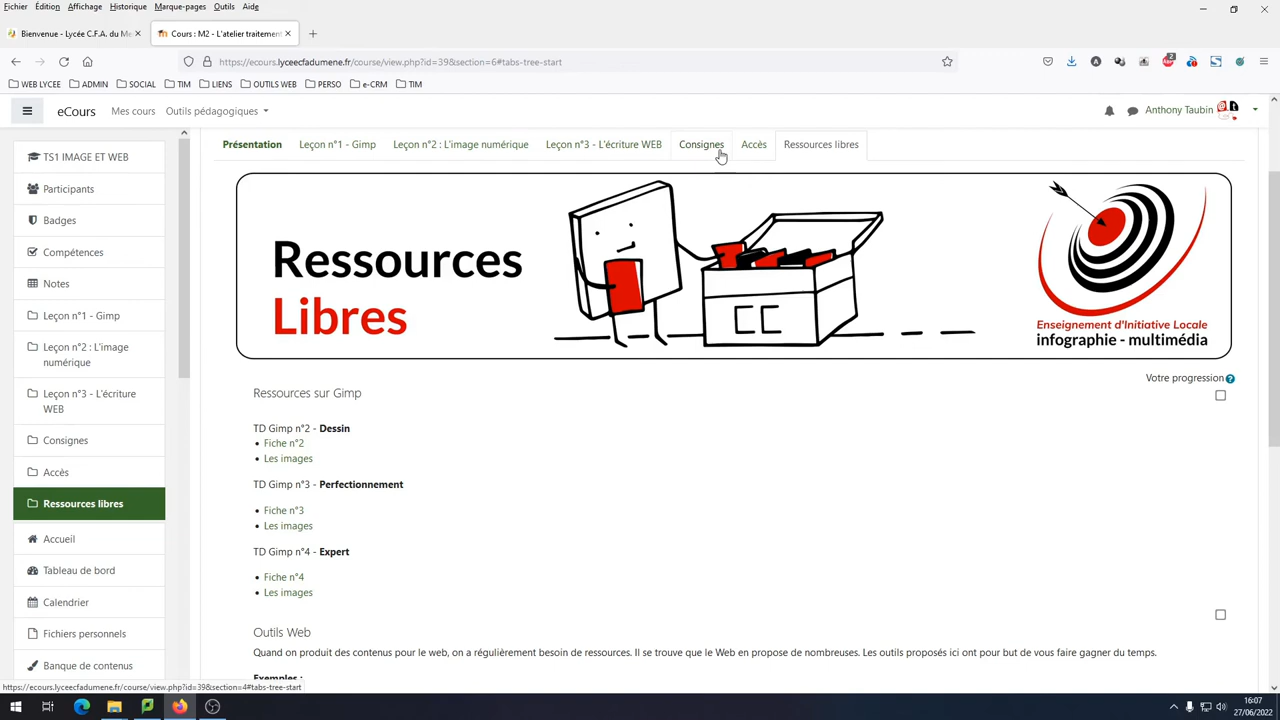 Fichier Édition Affichage Historique Marque-pages Outils Aide
Bienvenue - Lycée C.F.A. du Me
Cours : M2 - L'atelier traitement
https://ecours.lyceecfadumene.fr/course/view.php?id=39&section=6#tabs-tree-start
2
WEB LYCEE ADMIN SOCIAL TIM LIENS OUTILS WEB PERSO e-CRM TIM
eCours Mes cours Outils pédagogiques
Anthony Taubin
Présentation Leçon n°1 - Gimp Leçon n°2 : L'image numérique Leçon n°3 - L'écriture WEB Consignes Accès Ressources libres
TS1 IMAGE ET WEB
Participants
Badges
Compétences
Notes
Leçon n°1 - Gimp
Leçon n°2 : L'image
numérique
Leçon n°3 - L'écriture
WEB
Consignes
Accès
Ressources libres
Accueil
Tableau de bord
Calendrier
Fichiers personnels
Banque de contenus
Ressources
Libres
CC
Enseignement d'Initiative Locale
infographie - multimédia
Votre progression
Ressources sur Gimp
TD Gimp n°2 - Dessin
• Fiche n°2
• Les images
TD Gimp n°3 - Perfectionnement
• Fiche n°3
• Les images
TD Gimp n°4 - Expert
• Fiche n°4
• Les images
Outils Web
Quand on produit des contenus pour le web, on a régulièrement besoin de ressources. Il se trouve que le Web en propose de nombreuses. Les outils proposés ici ont pour but de vous faire gagner du temps.
Exemples :
https://ecours.lyceecfadumene.fr/course/view.php?id=39&section=4#tabs-tree-start
16:07
27/06/2022